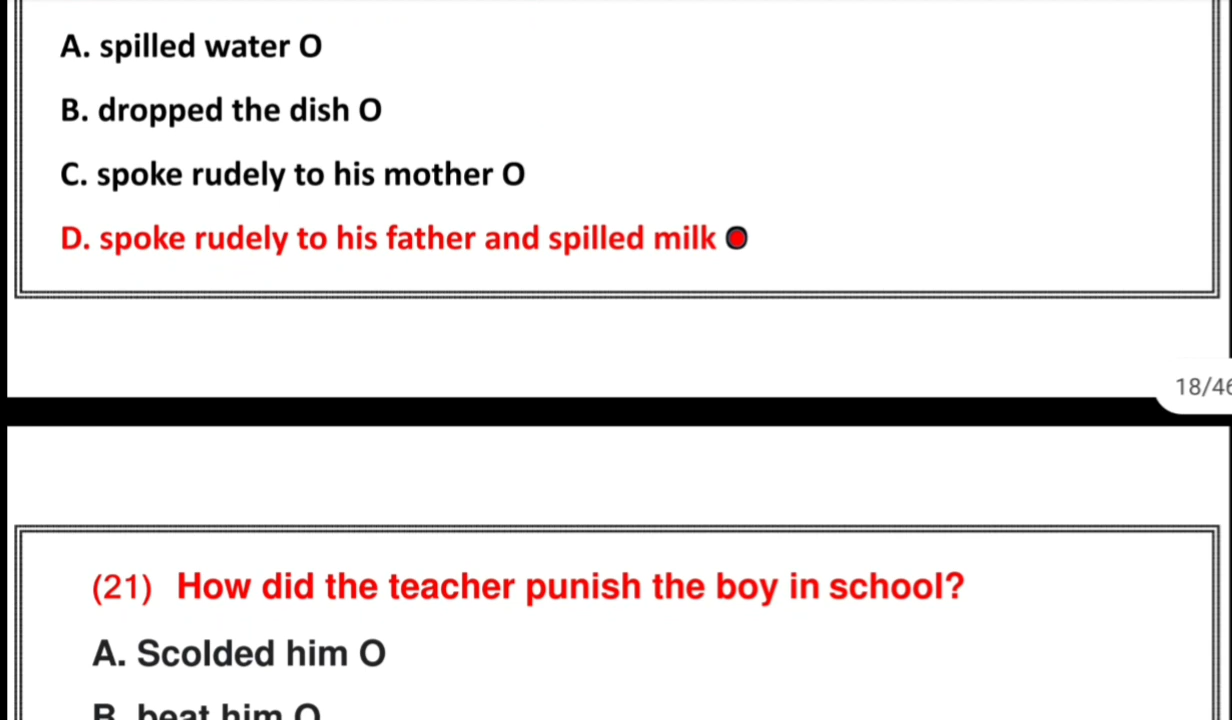 A. spilled water O
B. dropped the dish O
C. spoke rudely to his mother O
D. spoke rudely to his father and spilled milk O
18/46
(21) How did the teacher punish the boy in school?
A. Scolded him O
B. beat him O